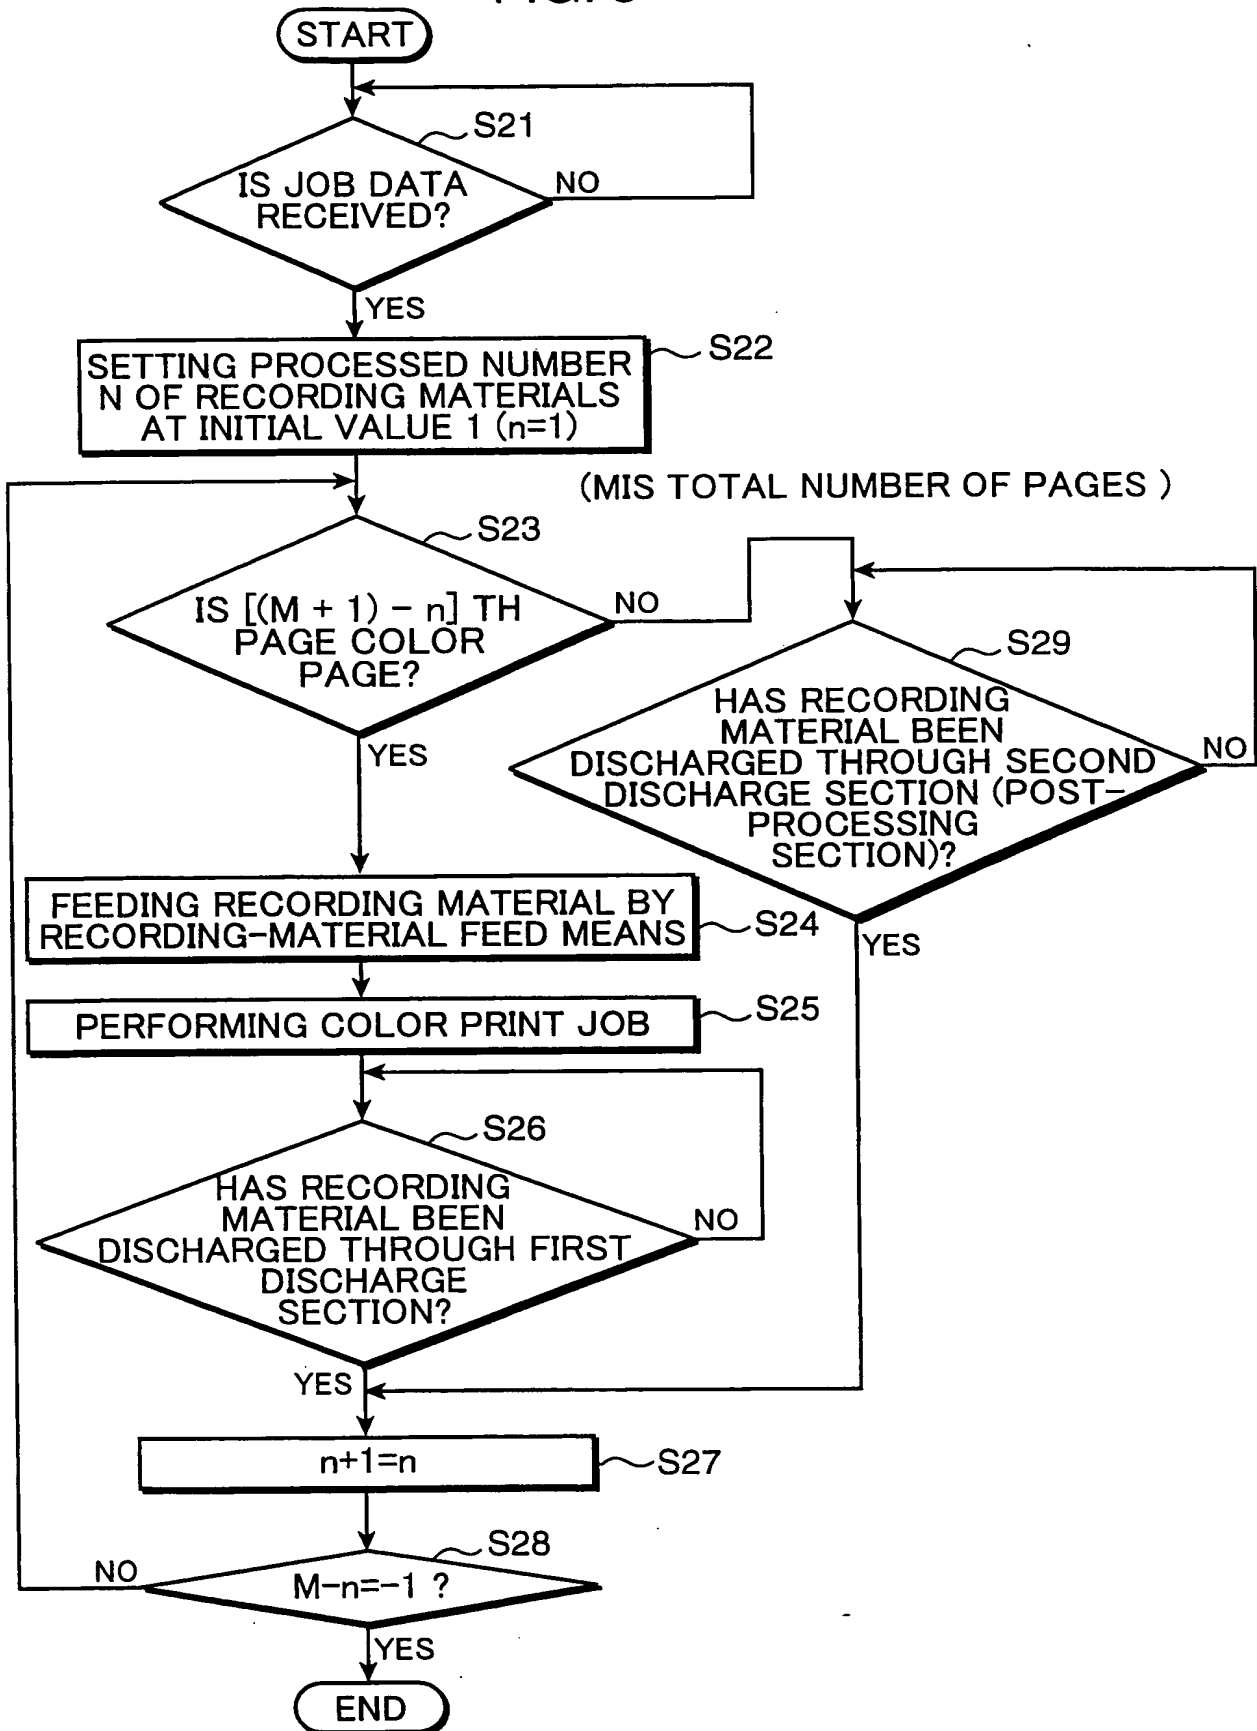 START
S21
IS JOB DATA
RECEIVED?
NO
YES
S22
SETTING PROCESSED NUMBER
N OF RECORDING MATERIALS
AT INITIAL VALUE 1 (n=1)
(MIS TOTAL NUMBER OF PAGES )
S23
IS [(M + 1) − n] TH
PAGE COLOR
PAGE?
NO
YES
S29
HAS RECORDING
MATERIAL BEEN
DISCHARGED THROUGH SECOND
DISCHARGE SECTION (POST-
PROCESSING
SECTION)?
NO
YES
FEEDING RECORDING MATERIAL BY
RECORDING-MATERIAL FEED MEANS
S24
PERFORMING COLOR PRINT JOB
S25
S26
HAS RECORDING
MATERIAL BEEN
DISCHARGED THROUGH FIRST
DISCHARGE
SECTION?
NO
YES
n+1=n
S27
S28
M-n=-1 ?
NO
YES
END